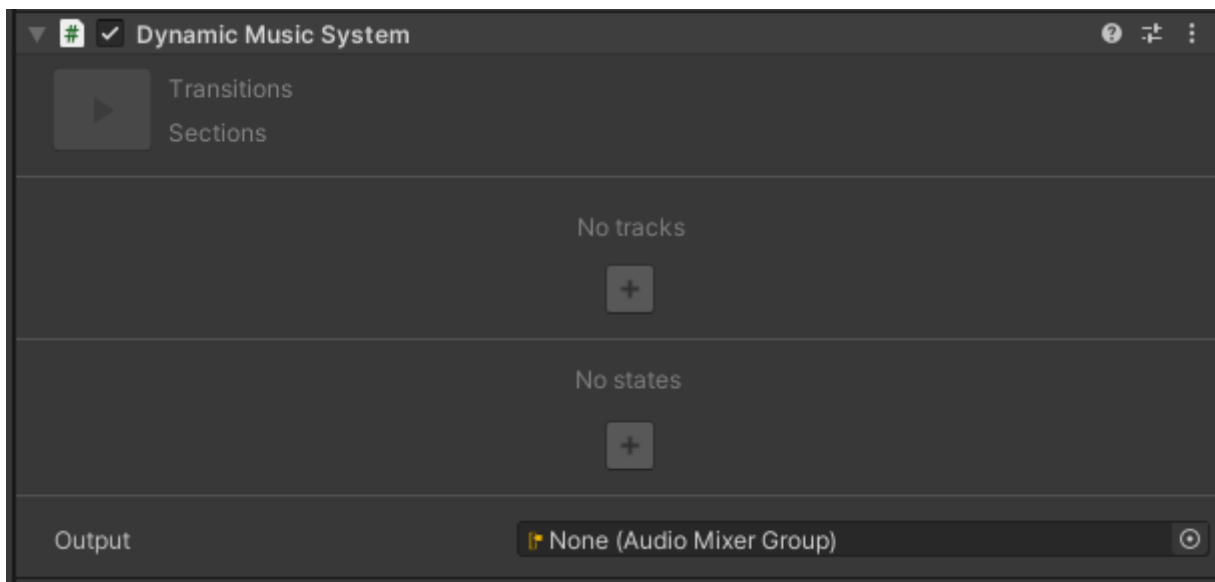 Dynamic Music System
Transitions
Sections
No tracks
+
No states
+
Output None (Audio Mixer Group)